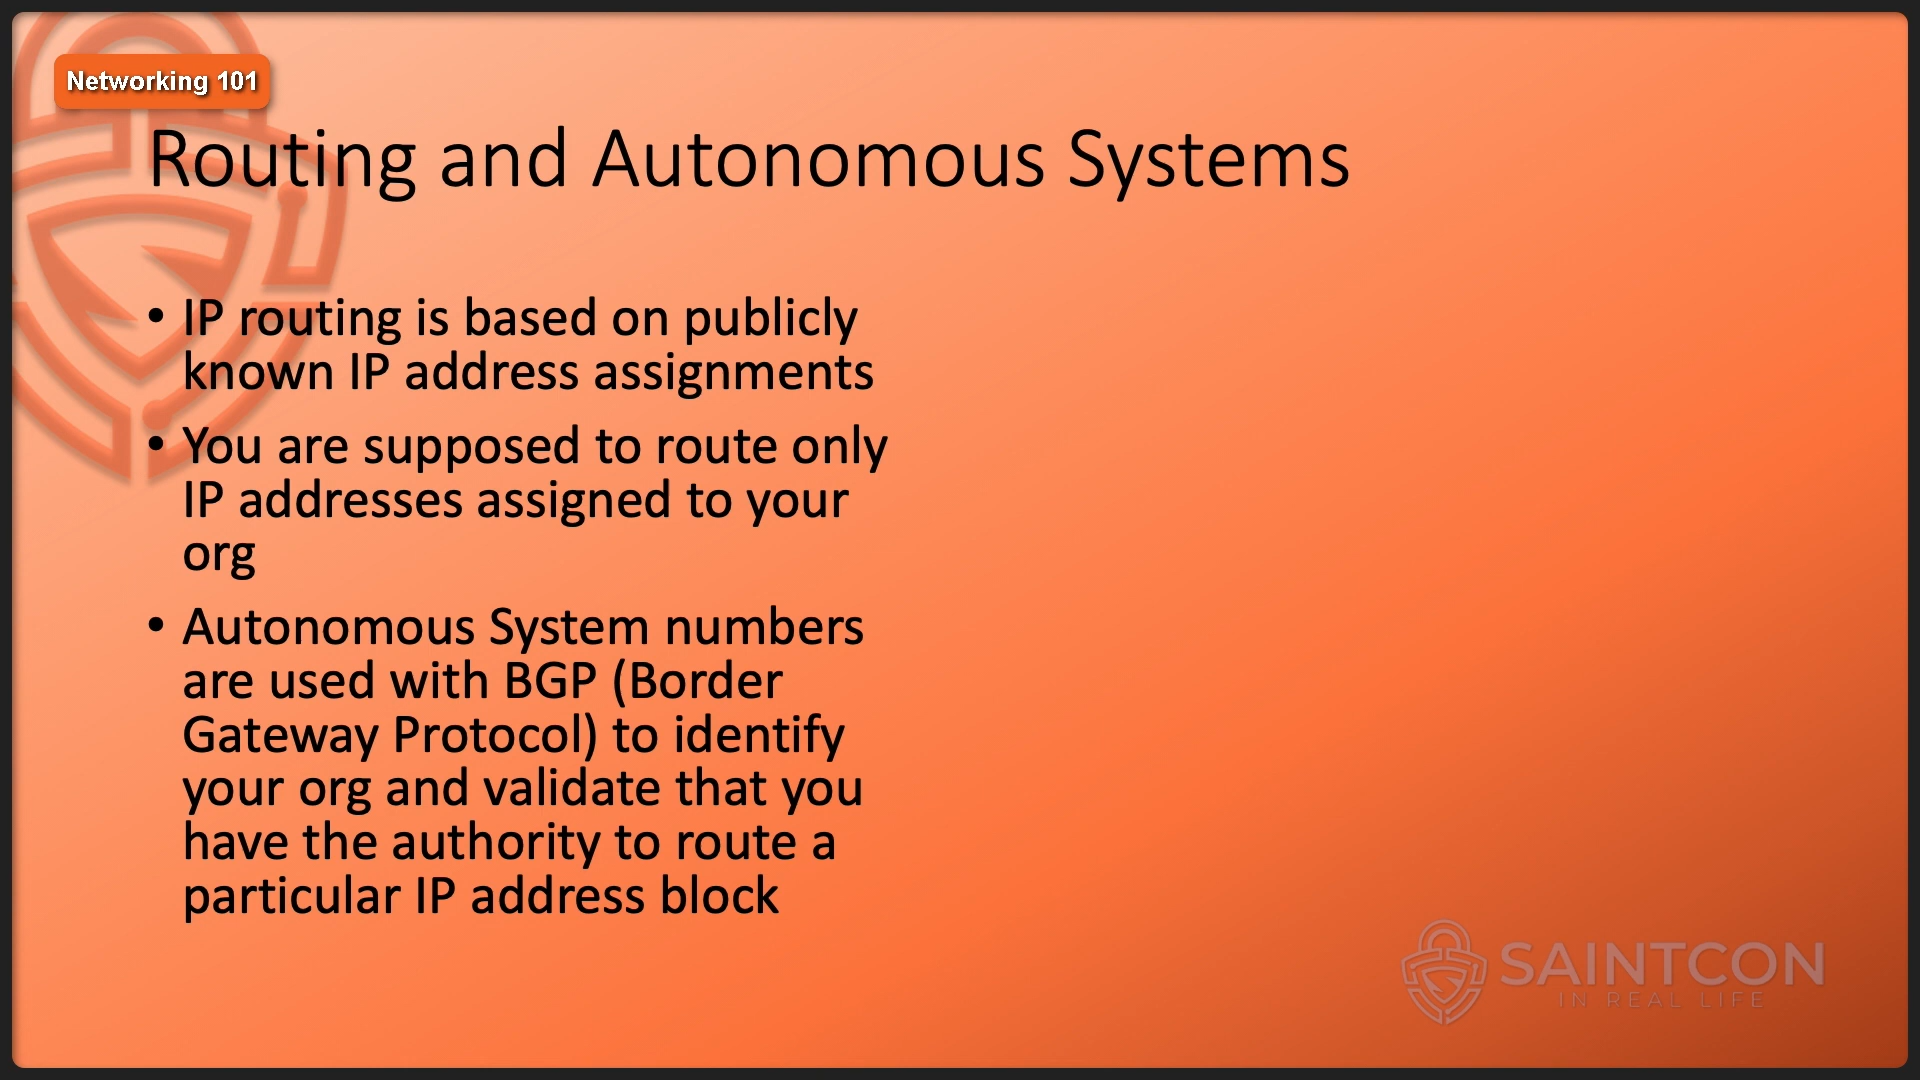 Networking 101
Routing and Autonomous Systems
• IP routing is based on publicly
known IP address assignments
• You are supposed to route only
IP addresses assigned to your
org
• Autonomous System numbers
are used with BGP (Border
Gateway Protocol) to identify
your org and validate that you
have the authority to route a
particular IP address block
SAINTCON
IN REAL LIFE